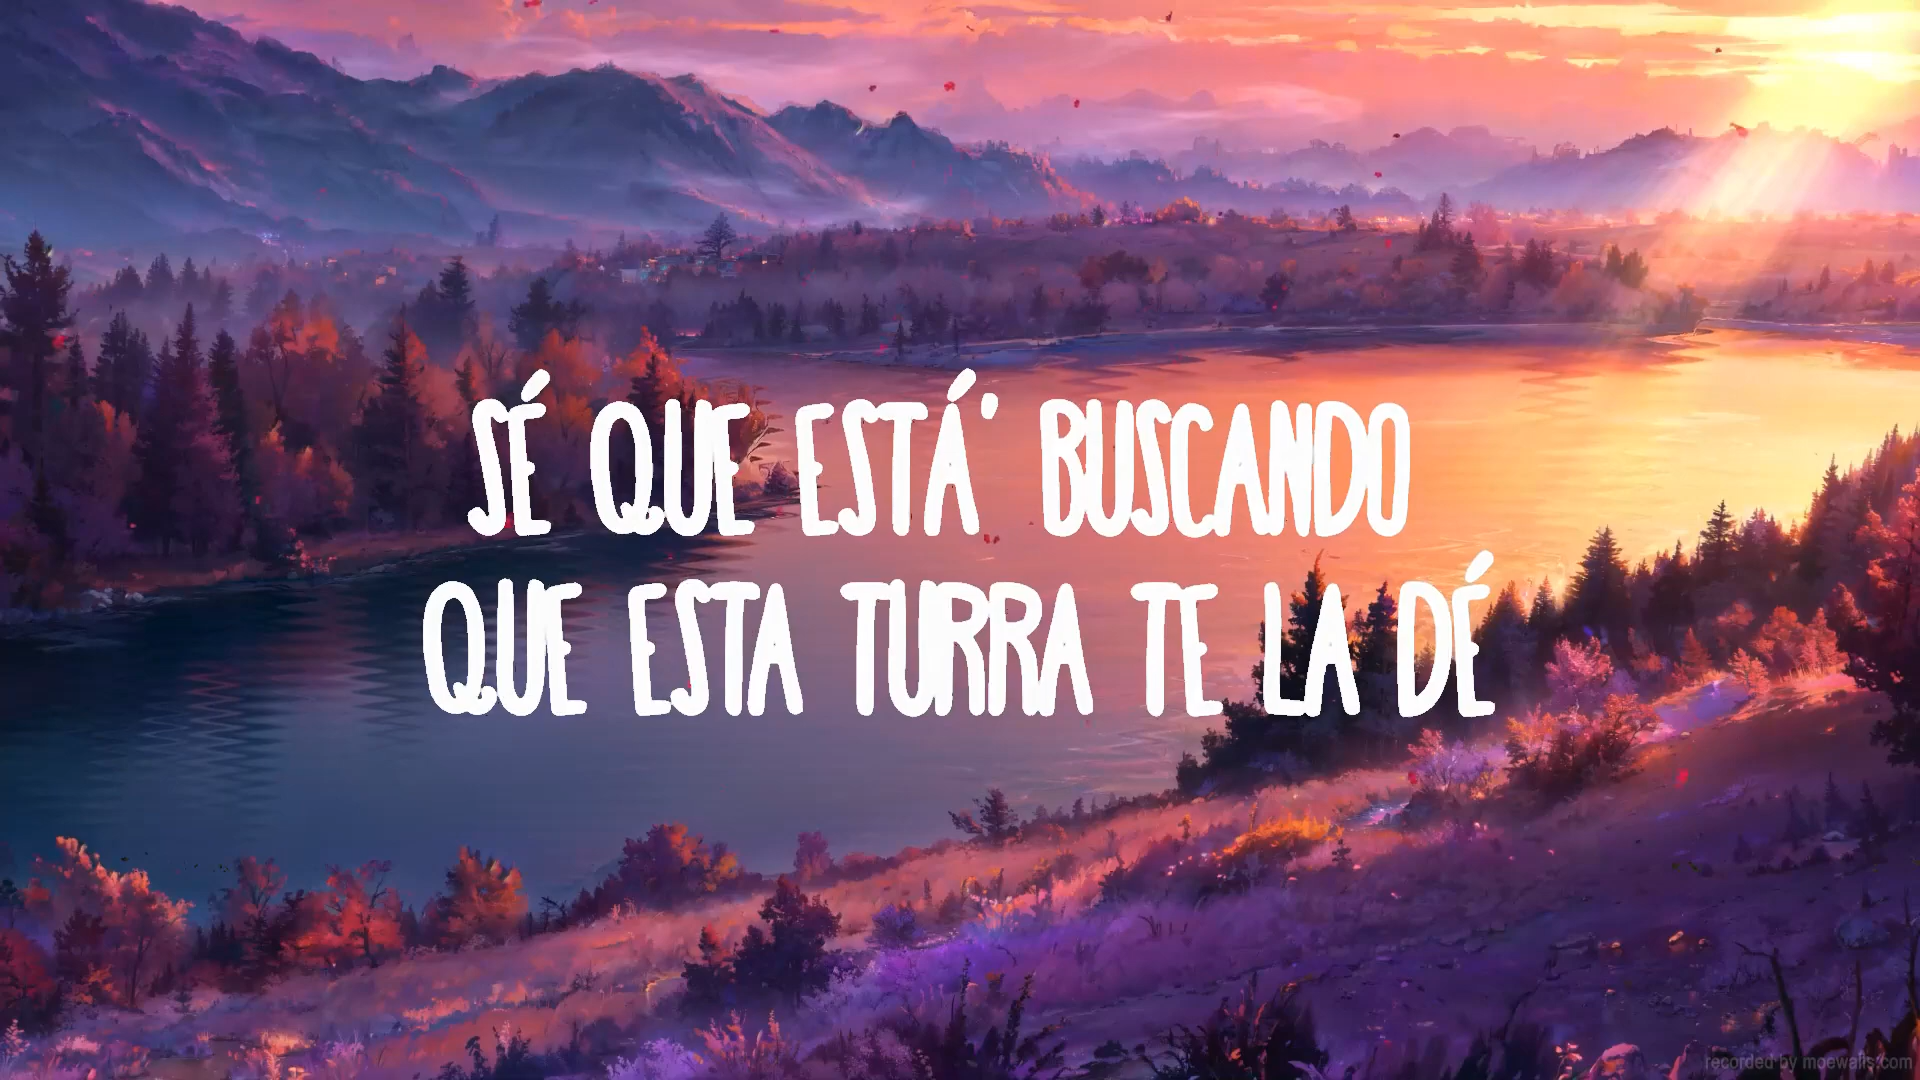 SÉ QUE ESTÁ' BUSCANDO
QUE ESTA TURRA TE LA DÉ
recorded by moewalls.com